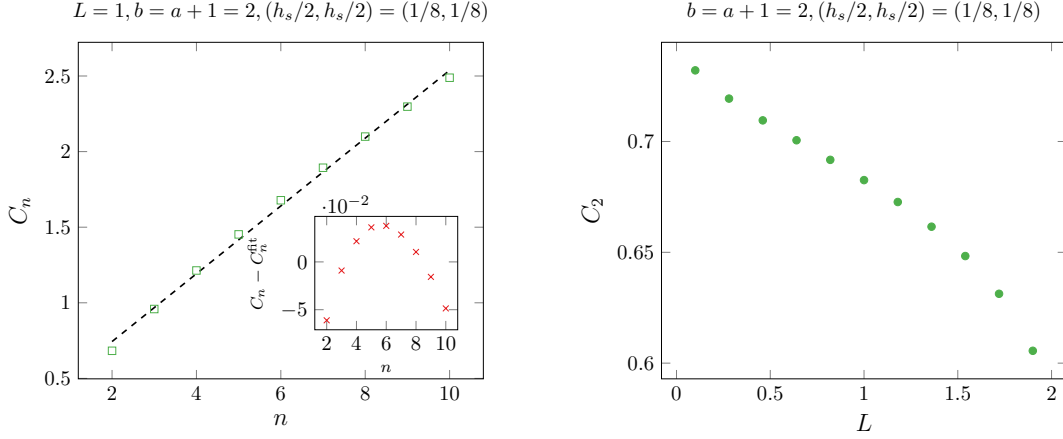 L = 1, b = a + 1 = 2, (h_s/2, h_s/2) = (1/8, 1/8)
2.5
2
1.5
1
0.5
C_n
2 4 6 8 10
n
·10^{−2}
0
−5
C_n − C_n^{fit}
2 4 6 8 10
n
b = a + 1 = 2, (h_s/2, h_s/2) = (1/8, 1/8)
0.7
0.65
0.6
C_2
0 0.5 1 1.5 2
L